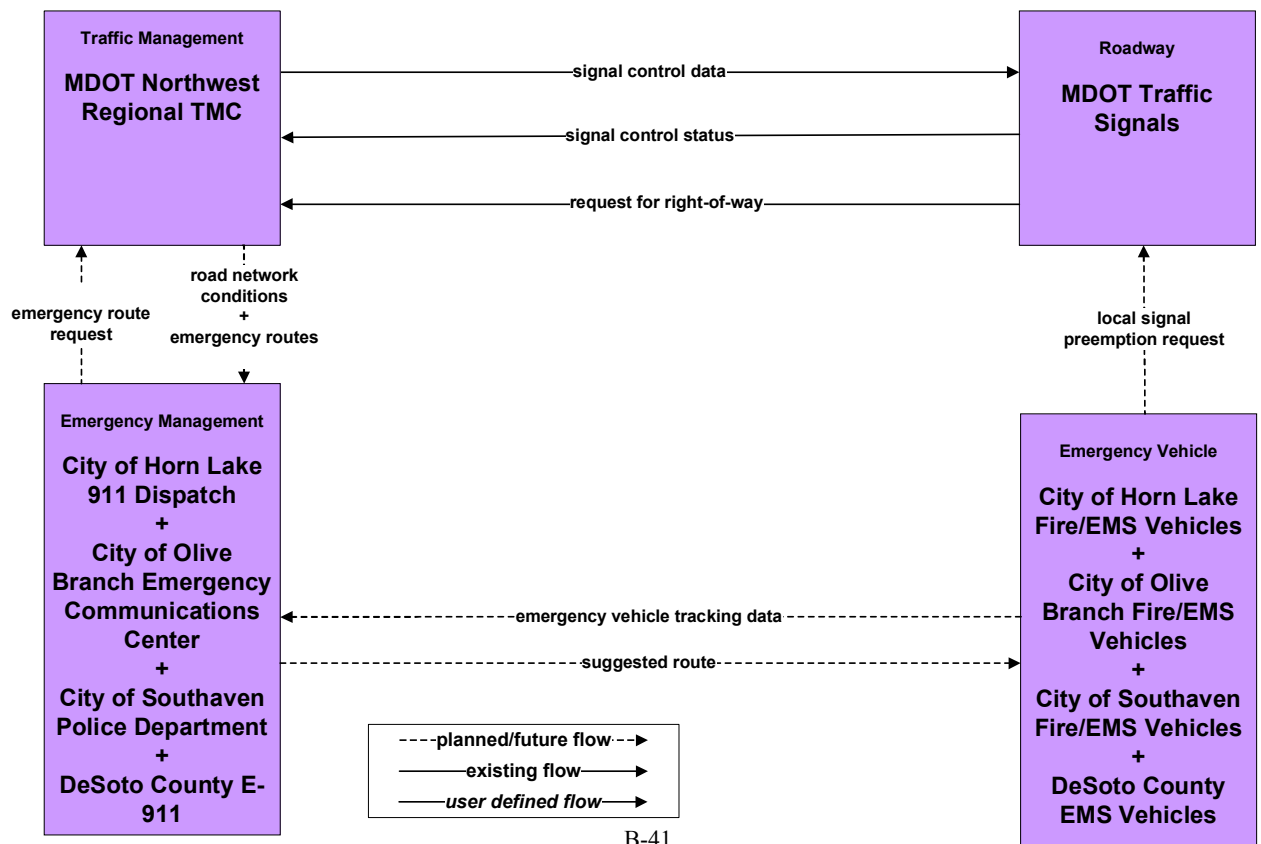 Traffic Management
MDOT Northwest
Regional TMC
signal control data
signal control status
request for right-of-way
Roadway
MDOT Traffic
Signals
emergency route
request
road network
conditions
+
emergency routes
local signal
preemption request
Emergency Management
City of Horn Lake
911 Dispatch
+
City of Olive
Branch Emergency
Communications
Center
+
City of Southaven
Police Department
+
DeSoto County E-
911
emergency vehicle tracking data
suggested route
Emergency Vehicle
City of Horn Lake
Fire/EMS Vehicles
+
City of Olive
Branch Fire/EMS
Vehicles
+
City of Southaven
Fire/EMS Vehicles
+
DeSoto County
EMS Vehicles
planned/future flow
existing flow
user defined flow
B-41